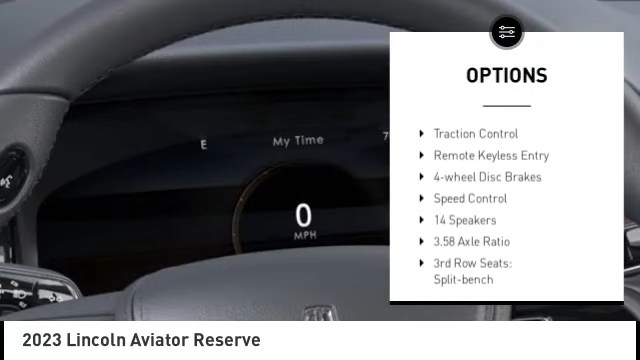 OPTIONS
Traction Control
Remote Keyless Entry
4-wheel Disc Brakes
Speed Control
14 Speakers
3.58 Axle Ratio
3rd Row Seats:
Split-bench
E
My Time
7
0
MPH
2023 Lincoln Aviator Reserve